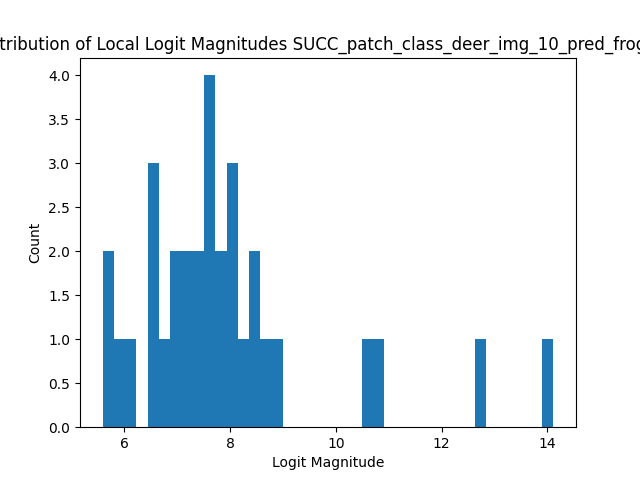 tribution of Local Logit Magnitudes SUCC_patch_class_deer_img_10_pred_frog
4.0
3.5
3.0
2.5
2.0
1.5
1.0
0.5
0.0
Count
6 8 10 12 14
Logit Magnitude